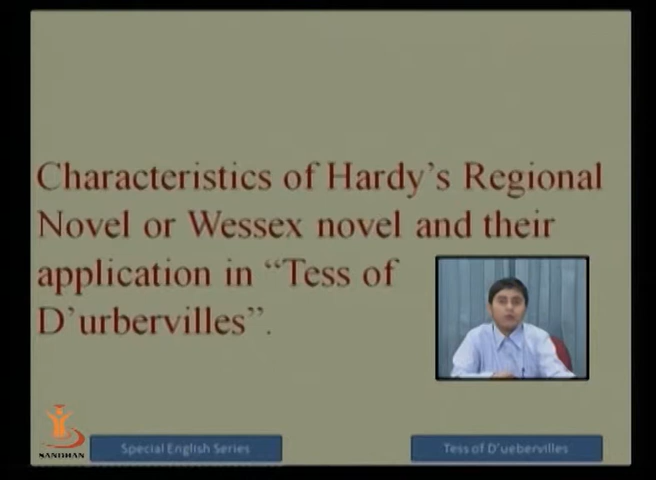 Characteristics of Hardy's Regional
Novel or Wessex novel and their
application in “Tess of
D'urbervilles”.
SANDHAN
Special English Series
Tess of D'uebervilles